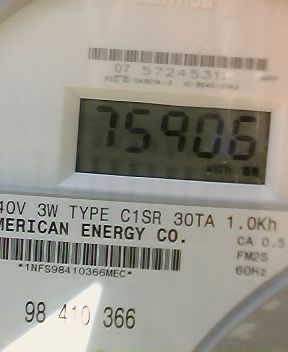 07 5724531
75906
40V 3W TYPE C1SR 30TA 1.0Kh
MERICAN ENERGY CO. CA 0.5
FM2S
*1NFS98410366MEC* 60Hz
98 410 366